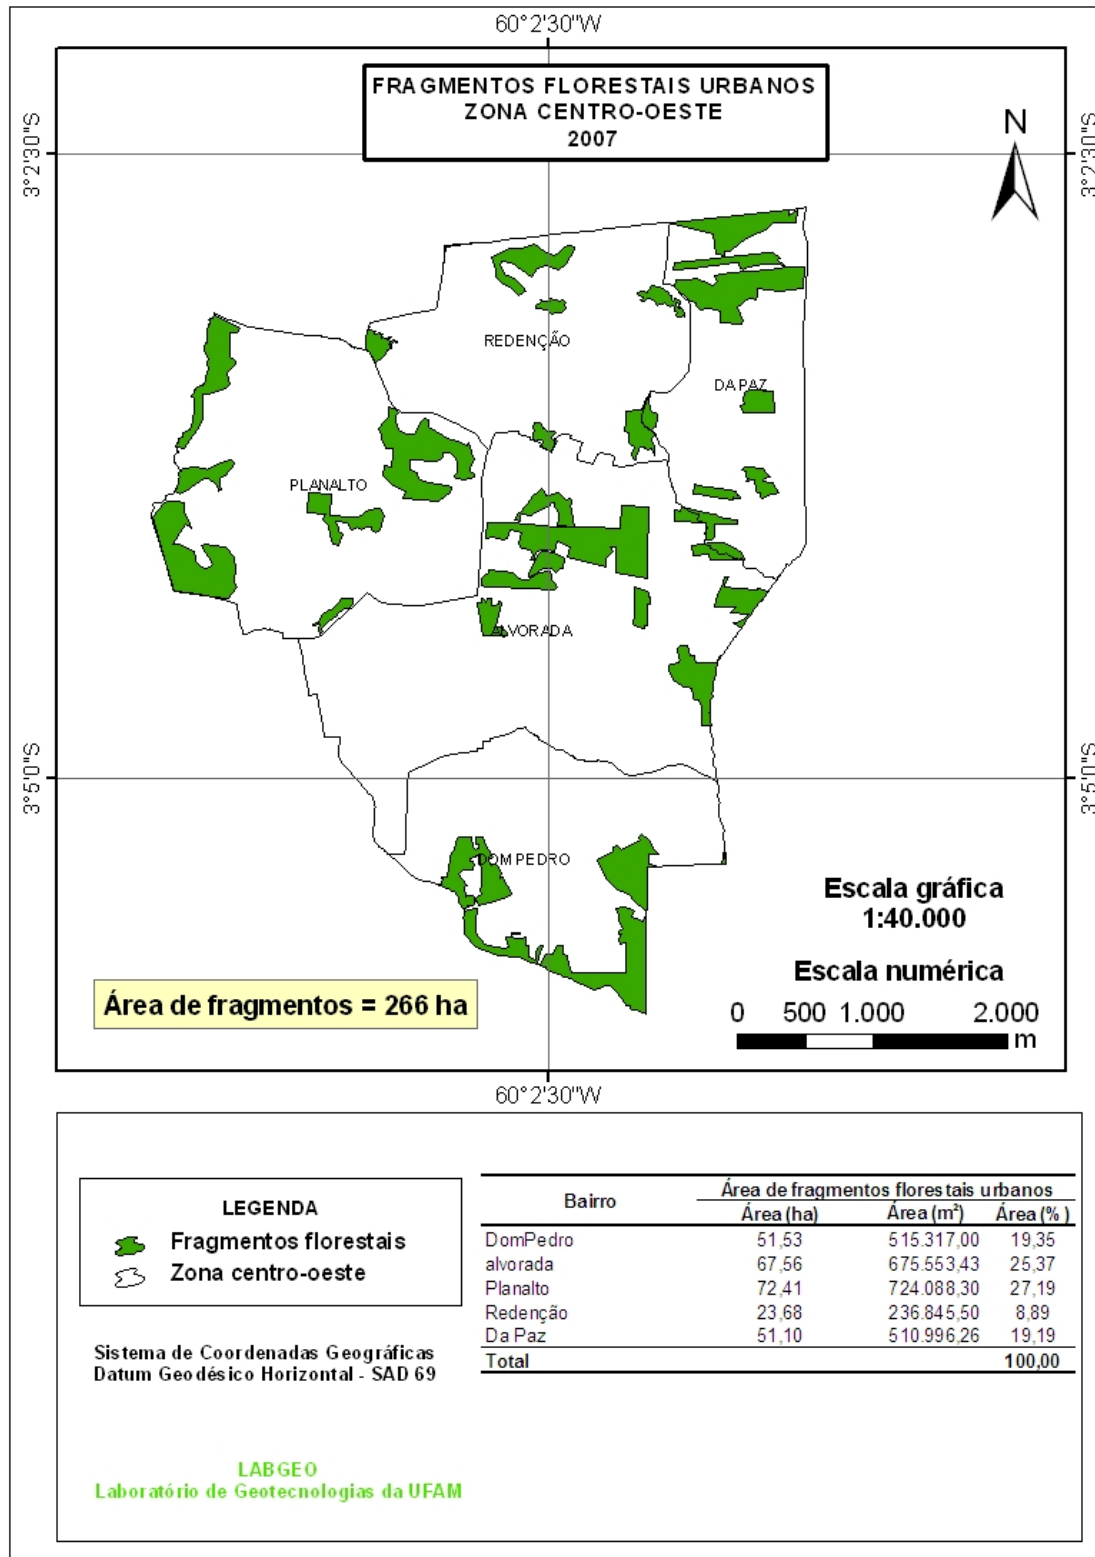 60°2'30"W
FRAGMENTOS FLORESTAIS URBANOS
ZONA CENTRO-OESTE
2007
N
3°2'30"S
3°2'30"S
REDENÇÃO
DA PAZ
PLANALTO
ALVORADA
3°5'0"S
3°5'0"S
DOM PEDRO
Escala gráfica
1:40.000
Escala numérica
0 500 1.000 2.000
m
Área de fragmentos = 266 ha
60°2'30"W
LEGENDA
Fragmentos florestais
Zona centro-oeste
Sistema de Coordenadas Geográficas
Datum Geodésico Horizontal - SAD 69
LABGEO
Laboratório de Geotecnologias da UFAM
Bairro Área de fragmentos florestais urbanos
Área (ha) Área (m²) Área (%)
DomPedro 51,53 515.317,00 19,35
alvorada 67,56 675.553,43 25,37
Planalto 72,41 724.088,30 27,19
Redenção 23,68 236.845,50 8,89
Da Paz 51,10 510.996,26 19,19
Total 100,00